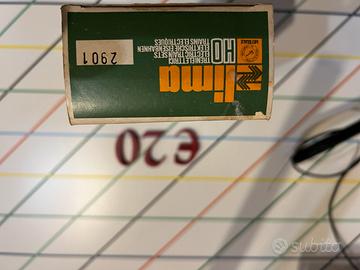 Lima
HO
TRENI ELETTRICI
ELECTRIC TRAIN SETS
ELEKTRISCHE EISENBAHNEN
TRAINS ELECTRIQUES
2901
€20
subito